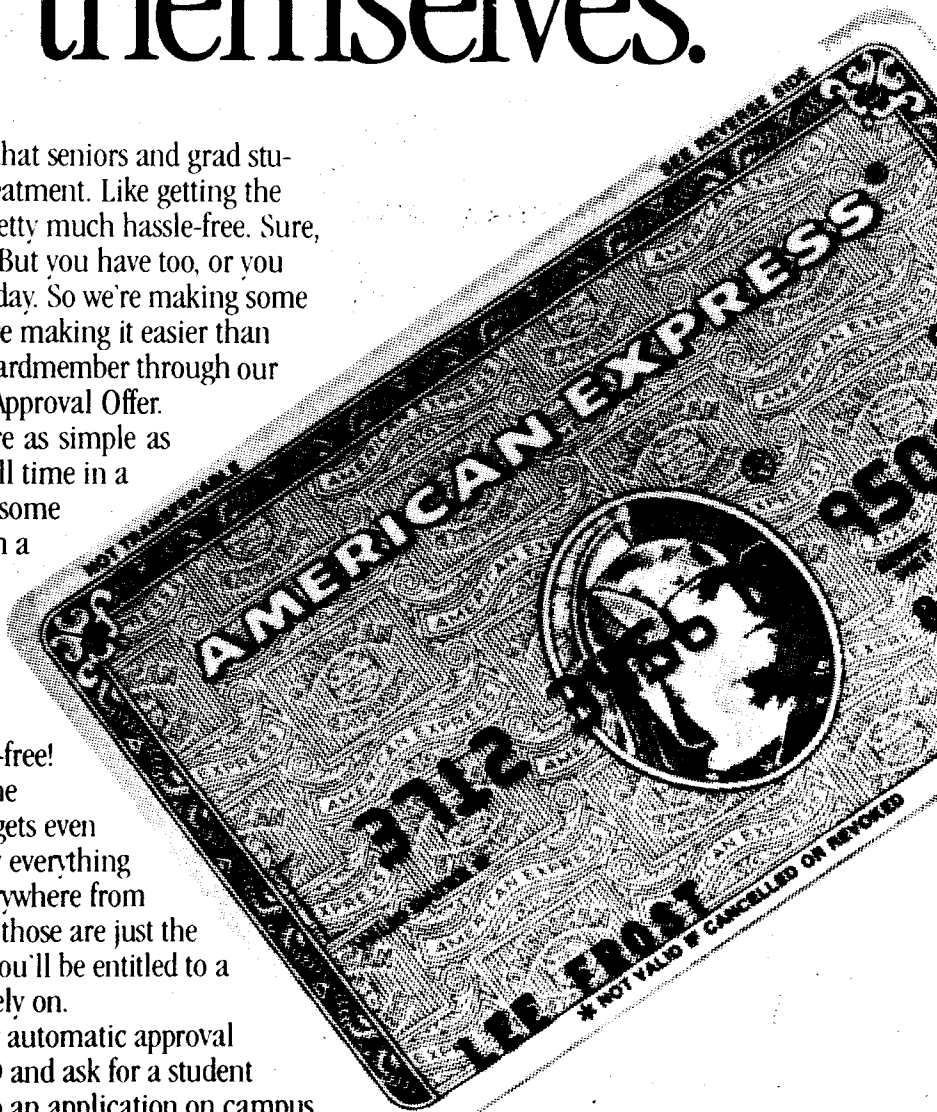 themselves.
hat seniors and grad stu-
eatment. Like getting the
etty much hassle-free. Sure,
But you have too, or you
day. So we're making some
e making it easier than
ardmember through our
Approval Offer.
re as simple as
ll time in a
some
n a
-free!
ne
gets even
everything
ywhere from
those are just the
ou'll be entitled to a
ely on.
automatic approval
and ask for a student
an application on campus
SEE REVERSE SIDE
NOT TRANSFERABLE
AMERICAN EXPRESS
3712 3456 950
LEE FROST
* NOT VALID IF CANCELLED OR REVOKED